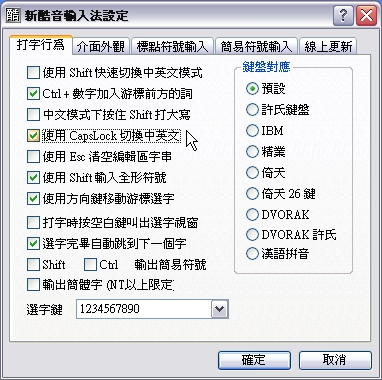 新酷音輸入法設定
打字行爲 介面外觀 標點符號輸入 簡易符號輸入 線上更新
使用 Shift 快速切換中英文模式
Ctrl + 數字加入游標前方的詞
中文模式下按住 Shift 打大寫
使用 CapsLock 切換中英文
使用 Esc 清空編輯區字串
使用 Shift 輸入全形符號
使用方向鍵移動游標選字
打字時按空白鍵叫出選字視窗
選字完畢自動跳到下一個字
Shift Ctrl 輸出簡易符號
輸出簡體字 (NT以上限定)
選字鍵 1234567890
鍵盤對應
預設
許氏鍵盤
IBM
精業
倚天
倚天 26 鍵
DVORAK
DVORAK 許氏
漢語拼音
確定 取消